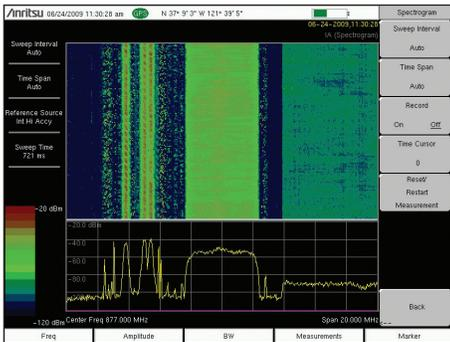 Anritsu 06/24/2009 11:30:28 am GPS N 37° 9' 3" W 121° 39' 5"
Spectrogram
06-24-2009,11:30:28
IA (Spectrogram)
Sweep Interval
Auto
Time Span
Auto
Reference Source
Int Hi Accy
Sweep Time
721 ms
-20 dBm
-120 dBm
-20.0 dBm
-40.0
-60.0
-80.0
Center Freq 877.000 MHz
Span 20.000 MHz
Sweep Interval
Auto
Time Span
Auto
Record
On Off
Time Cursor
0
Reset/
Restart
Measurement
Back
Freq Amplitude BW Measurements Marker